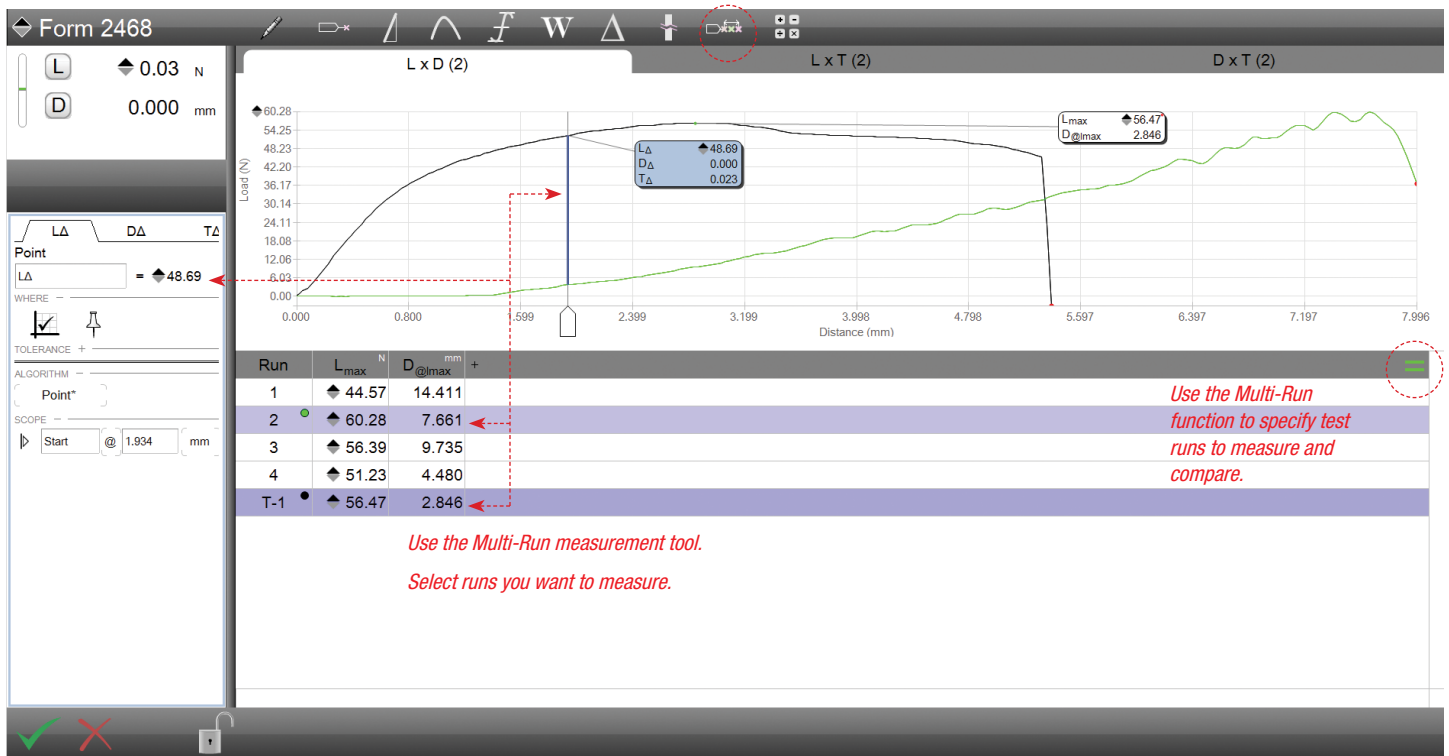 Form 2468
W
L 0.03 N
D 0.000 mm
L x D (2)
L x T (2)
D x T (2)
60.28
54.25
48.23
42.20
36.17
30.14
24.11
18.08
12.06
6.03
0.00
Load (N)
Lmax 56.47
D@lmax 2.846
LΔ 48.69
DΔ 0.000
TΔ 0.023
0.000 0.800 .599 2.399 3.199 3.998 4.798 5.597 6.397 7.197 7.996
Distance (mm)
LΔ DΔ TΔ
Point
LΔ = 48.69
WHERE −
TOLERANCE +
ALGORITHM −
Point*
SCOPE −
Start @ 1.934 mm
Run Lmax N D@lmax mm +
1 44.57 14.411
2 60.28 7.661
3 56.39 9.735
4 51.23 4.480
T-1 56.47 2.846
Use the Multi-Run
function to specify test
runs to measure and
compare.
Use the Multi-Run measurement tool.
Select runs you want to measure.